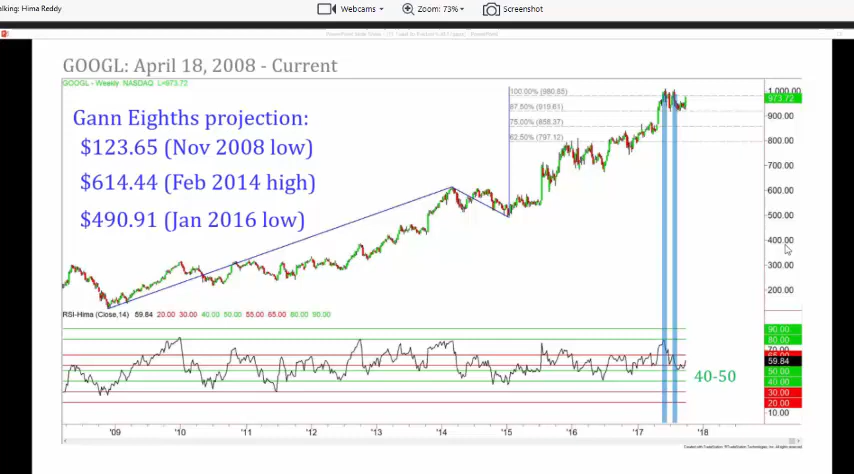 alking: Hima Reddy
Webcams
Zoom: 73%
Screenshot
GOOGL: April 18, 2008 - Current
GOOGL - Weekly NASDAQ L=973.72
Gann Eighths projection:
$123.65 (Nov 2008 low)
$614.44 (Feb 2014 high)
$490.91 (Jan 2016 low)
100.00% (980.65)
87.50% (919.61)
75.00% (858.37)
62.50% (797.12)
1,000.00
973.72
900.00
800.00
700.00
600.00
500.00
400.00
300.00
200.00
RSI-Hima (Close,14) 59.84 20.00 30.00 40.00 50.00 55.00 65.00 80.00 90.00
90.00
80.00
70.00
59.84
50.00
40.00
30.00
20.00
10.00
40-50
'09 '10 '11 '12 '13 '14 '15 '16 '17 '18